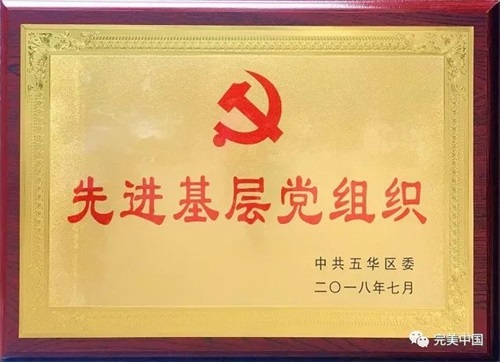 先进基层党组织
中共五华区委
二〇一八年七月
完美中国